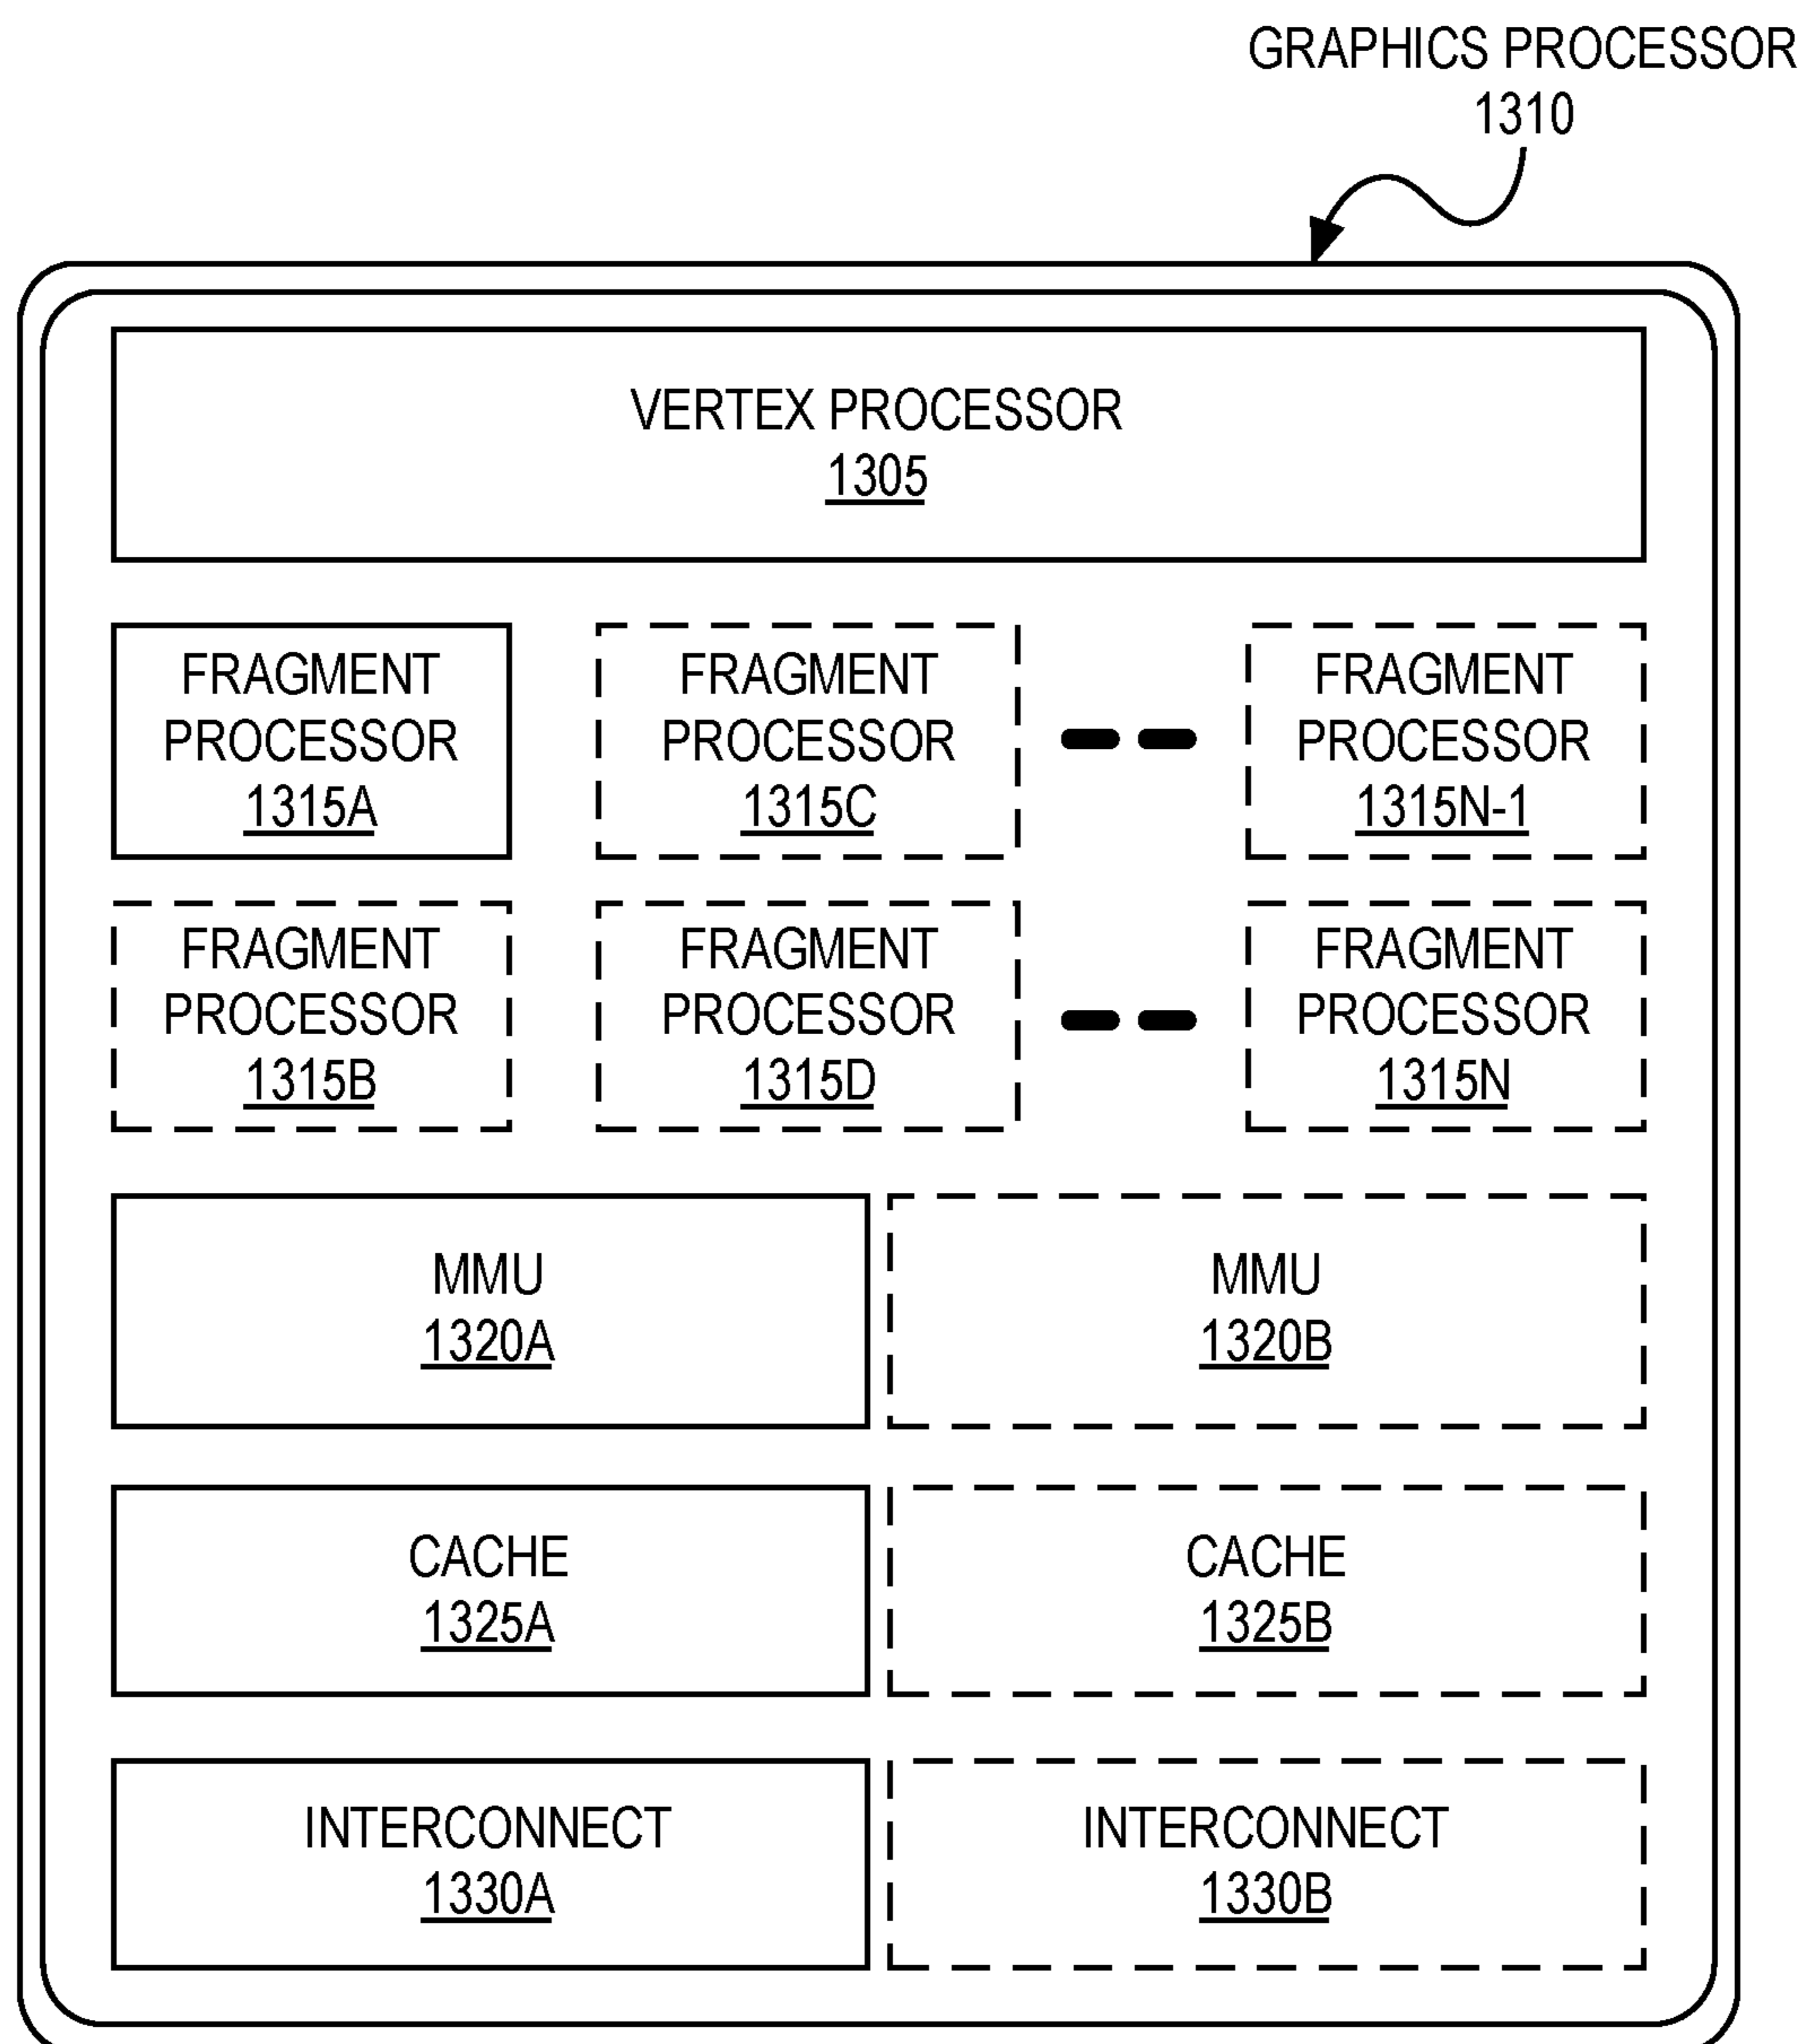 GRAPHICS PROCESSOR
1310
VERTEX PROCESSOR
1305
FRAGMENT
PROCESSOR
1315A
FRAGMENT
PROCESSOR
1315C
FRAGMENT
PROCESSOR
1315N-1
FRAGMENT
PROCESSOR
1315B
FRAGMENT
PROCESSOR
1315D
FRAGMENT
PROCESSOR
1315N
MMU
1320A
MMU
1320B
CACHE
1325A
CACHE
1325B
INTERCONNECT
1330A
INTERCONNECT
1330B